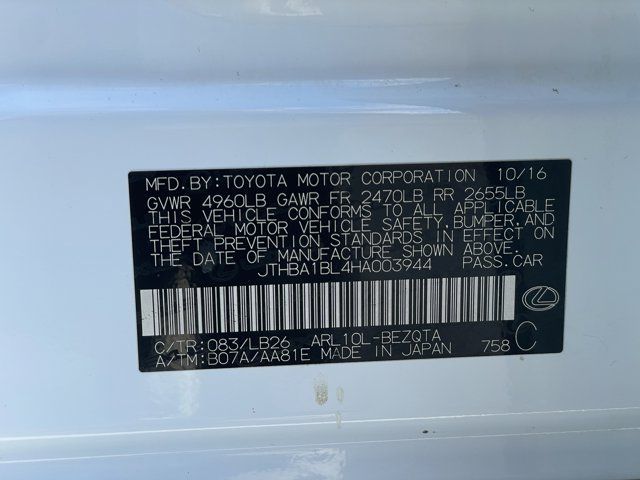 MFD.BY:TOYOTA MOTOR CORPORATION 10/16
GVWR 4960LB GAWR FR 2470LB RR 2655LB
THIS VEHICLE CONFORMS TO ALL APPLICABLE
FEDERAL MOTOR VEHICLE SAFETY,BUMPER,AND
THEFT PREVENTION STANDARDS IN EFFECT ON
THE DATE OF MANUFACTURE SHOWN ABOVE.
JTHBA1BL4HA003944 PASS.CAR
C/TR:083/LB26 ARL10L-BEZQTA
A/TM:B07A/AA81E MADE IN JAPAN 758 C